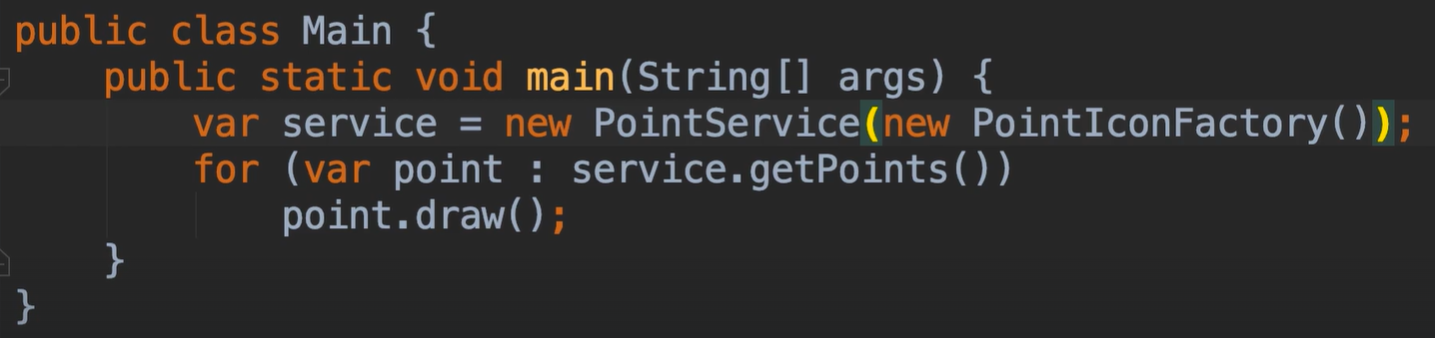 public class Main {
    public static void main(String[] args) {
        var service = new PointService(new PointIconFactory());
        for (var point : service.getPoints())
            point.draw();
    }
}